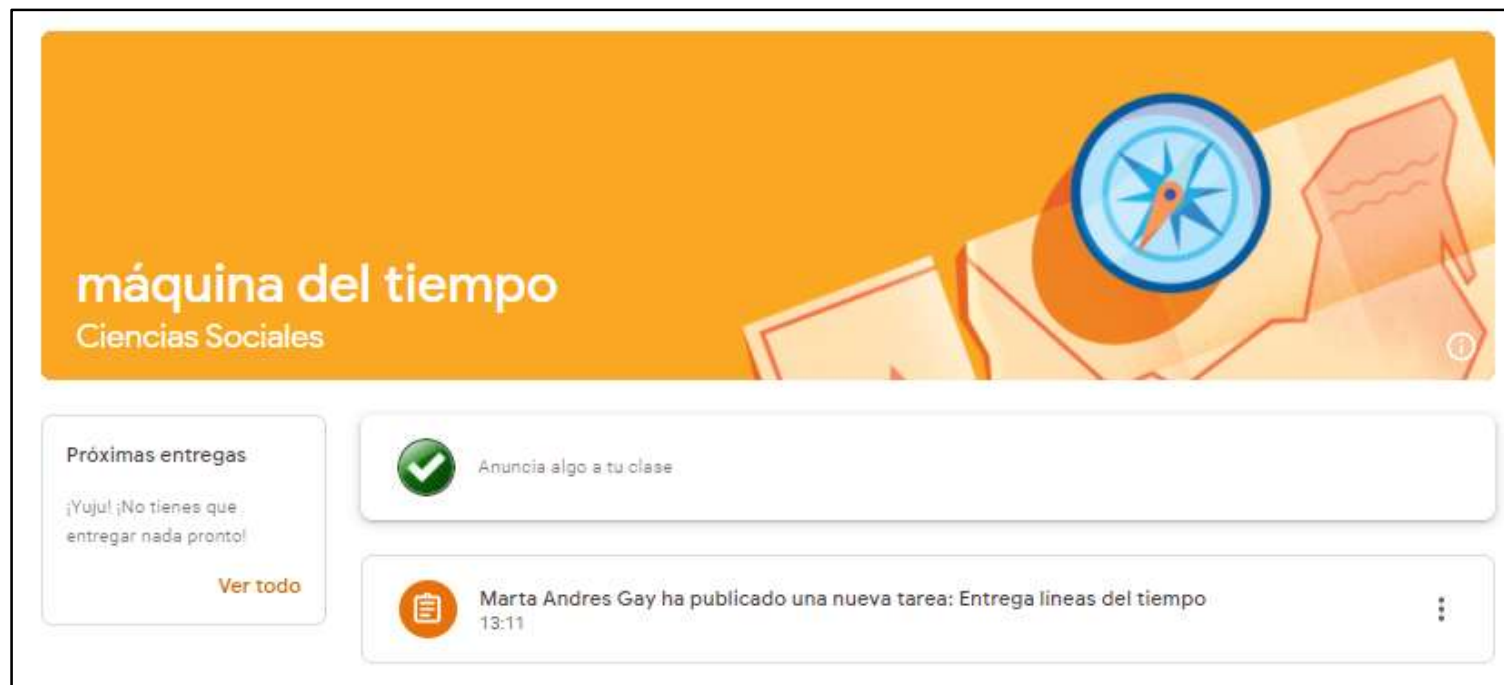 máquina del tiempo
Ciencias Sociales
Próximas entregas
¡Yuju! ¡No tienes que
entregar nada pronto!
Ver todo
Anuncia algo a tu clase
Marta Andres Gay ha publicado una nueva tarea: Entrega lineas del tiempo
13:11